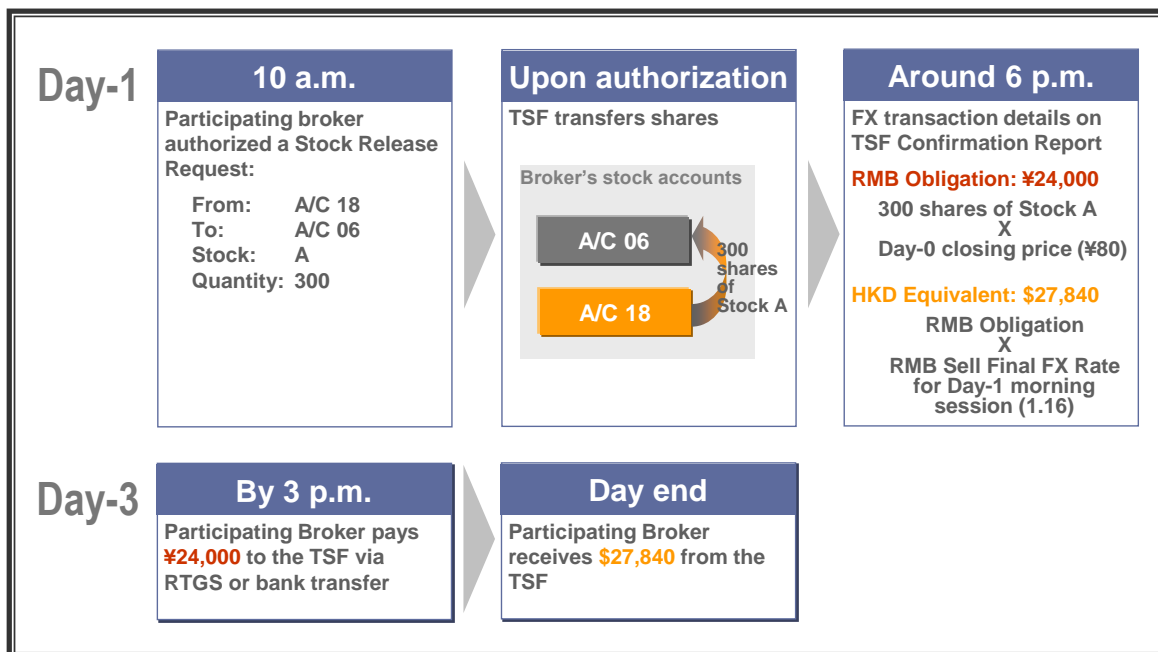 Day-1
10 a.m.
Participating broker
authorized a Stock Release
Request:
From: A/C 18
To: A/C 06
Stock: A
Quantity: 300
Upon authorization
TSF transfers shares
Broker's stock accounts
A/C 06
A/C 18
300
shares
of
Stock A
Around 6 p.m.
FX transaction details on
TSF Confirmation Report
RMB Obligation: ¥24,000
300 shares of Stock A
X
Day-0 closing price (¥80)
HKD Equivalent: $27,840
RMB Obligation
X
RMB Sell Final FX Rate
for Day-1 morning
session (1.16)
Day-3
By 3 p.m.
Participating Broker pays
¥24,000 to the TSF via
RTGS or bank transfer
Day end
Participating Broker
receives $27,840 from the
TSF